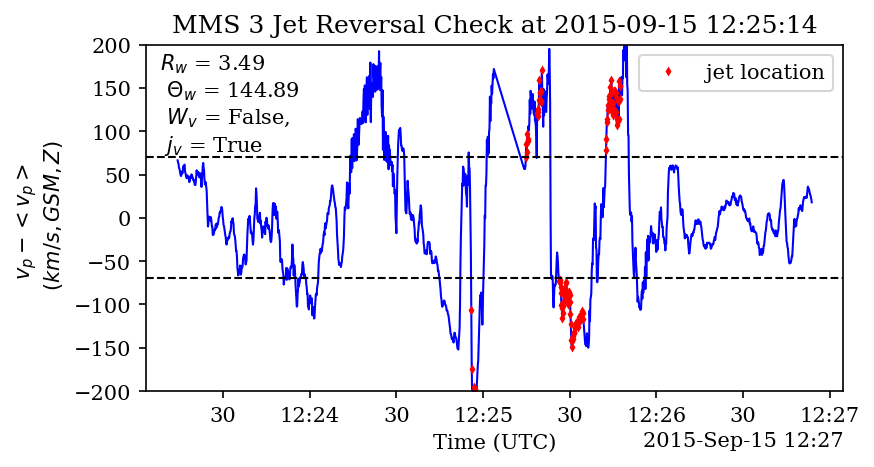 MMS 3 Jet Reversal Check at 2015-09-15 12:25:14
R_w = 3.49
Θ_w = 144.89
W_v = False,
j_v = True
jet location
v_p − <v_p>
(km/s, GSM, Z)
200
150
100
50
0
−50
−100
−150
−200
30
12:24
30
12:25
30
12:26
30
12:27
Time (UTC)
2015-Sep-15 12:27